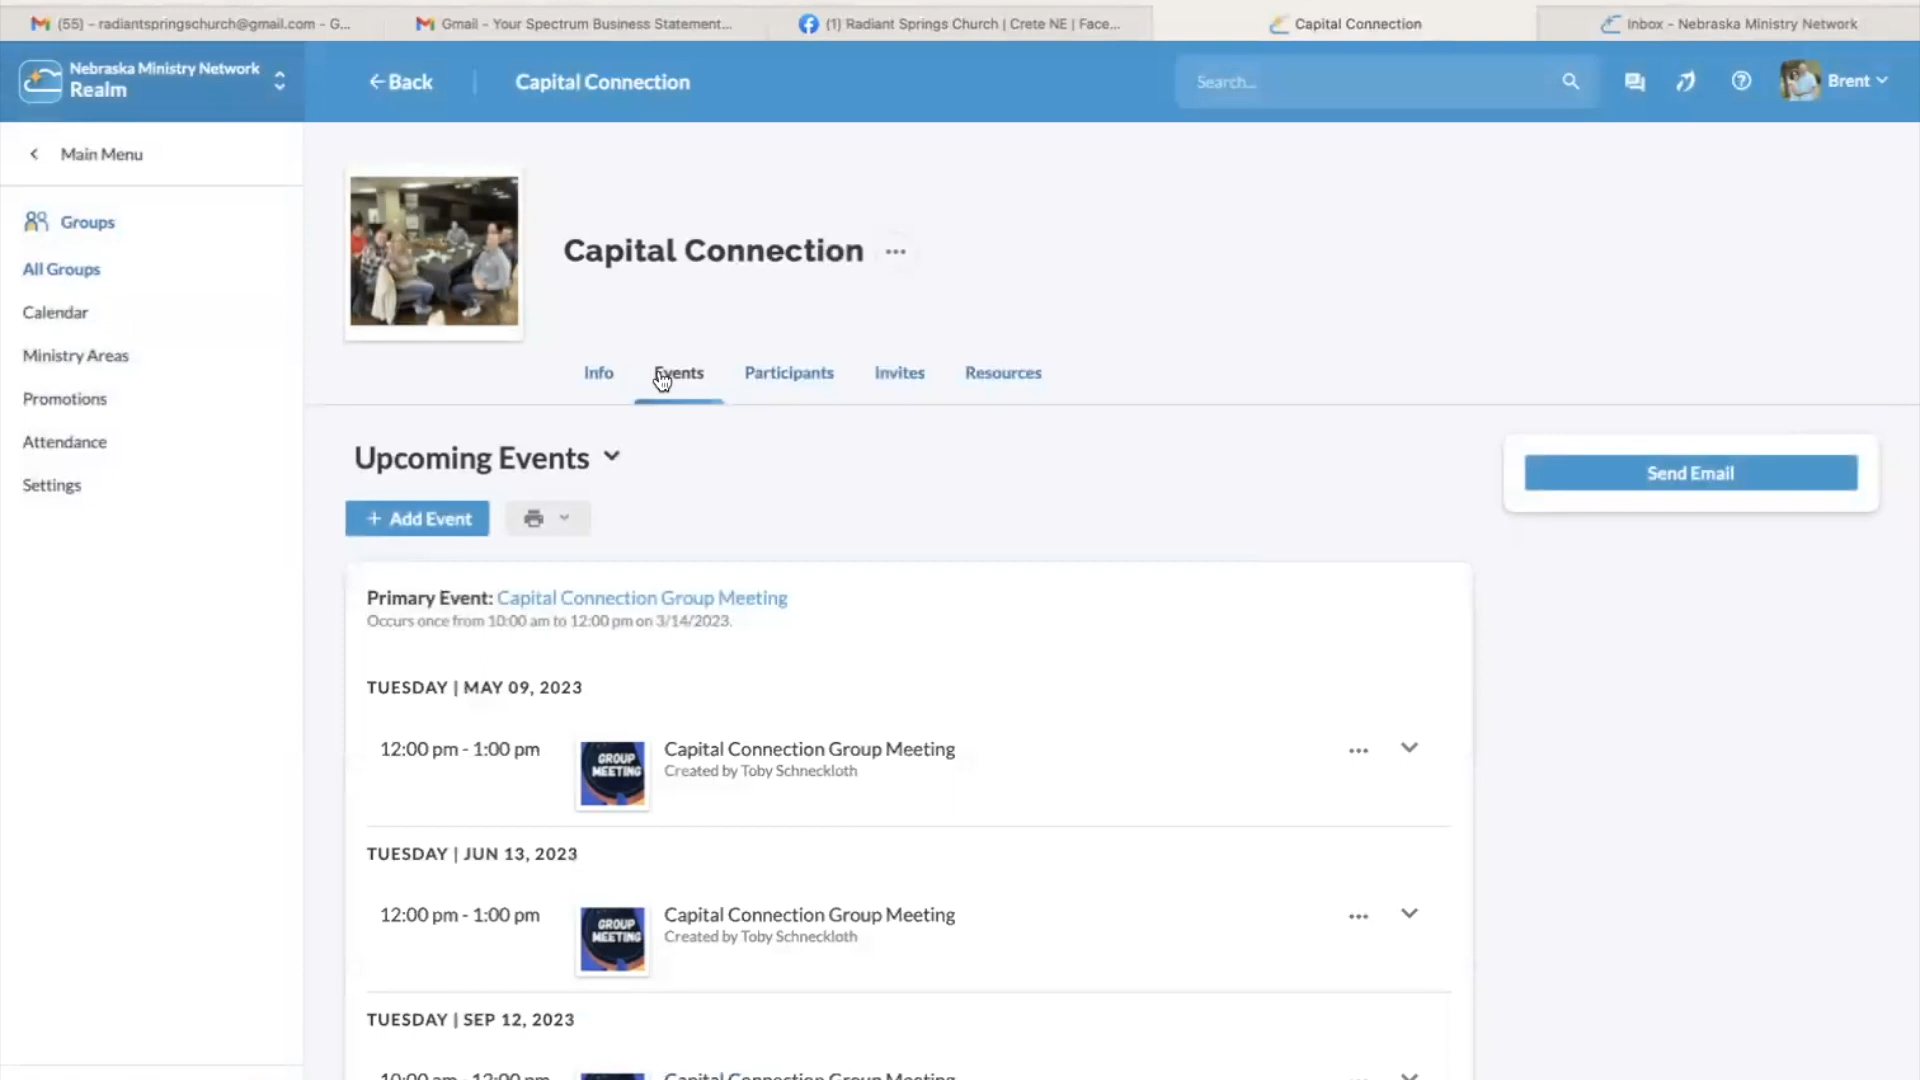 (55) - radiantspringschurch@gmail.com - G...
Gmail - Your Spectrum Business Statement...
(1) Radiant Springs Church | Crete NE | Face...
Capital Connection
Inbox - Nebraska Ministry Network
Nebraska Ministry Network
Realm
Back
Capital Connection
Search...
Brent
Main Menu
Groups
All Groups
Calendar
Ministry Areas
Promotions
Attendance
Settings
Capital Connection
Info
Events
Participants
Invites
Resources
Upcoming Events
Send Email
+ Add Event
Primary Event: Capital Connection Group Meeting
Occurs once from 10:00 am to 12:00 pm on 3/14/2023.
TUESDAY | MAY 09, 2023
12:00 pm - 1:00 pm
GROUP
MEETING
Capital Connection Group Meeting
Created by Toby Schneckloth
TUESDAY | JUN 13, 2023
12:00 pm - 1:00 pm
GROUP
MEETING
Capital Connection Group Meeting
Created by Toby Schneckloth
TUESDAY | SEP 12, 2023
10:00 am - 12:00 pm
Capital Connection Group Meeting